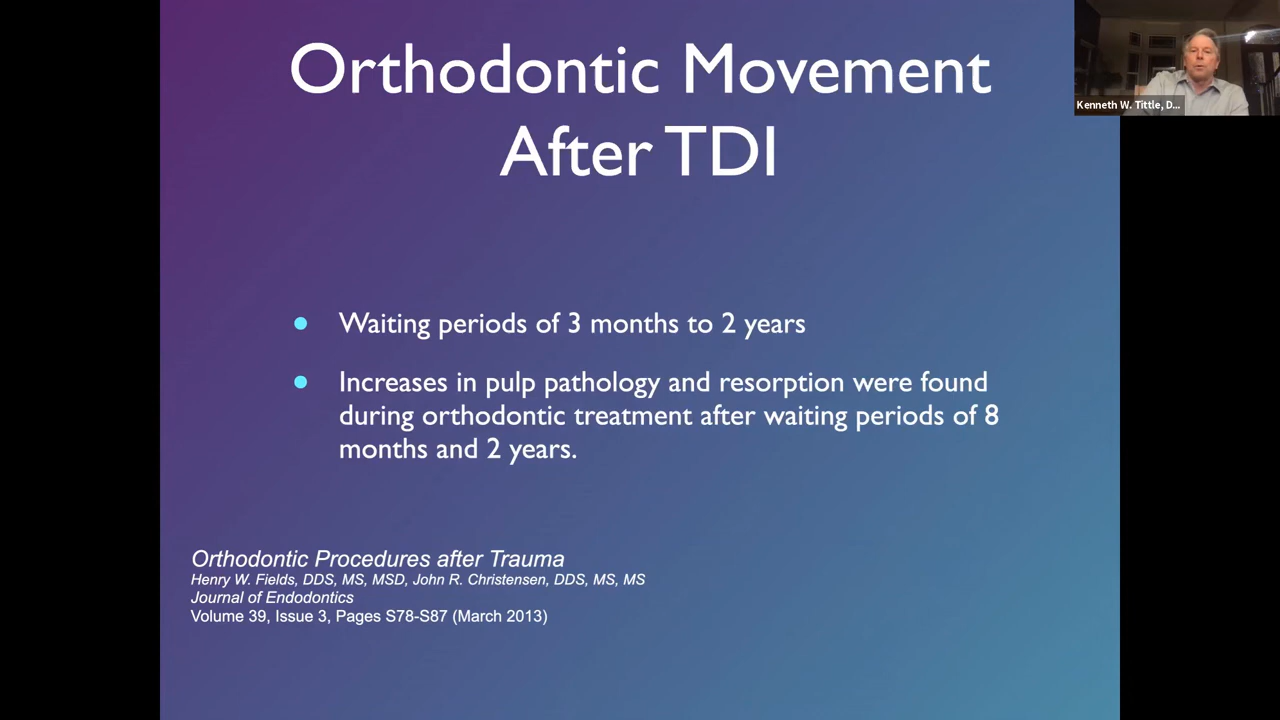 Orthodontic Movement
After TDI
Kenneth W. Tittle, D...
Waiting periods of 3 months to 2 years
Increases in pulp pathology and resorption were found
during orthodontic treatment after waiting periods of 8
months and 2 years.
Orthodontic Procedures after Trauma
Henry W. Fields, DDS, MS, MSD, John R. Christensen, DDS, MS, MS
Journal of Endodontics
Volume 39, Issue 3, Pages S78-S87 (March 2013)